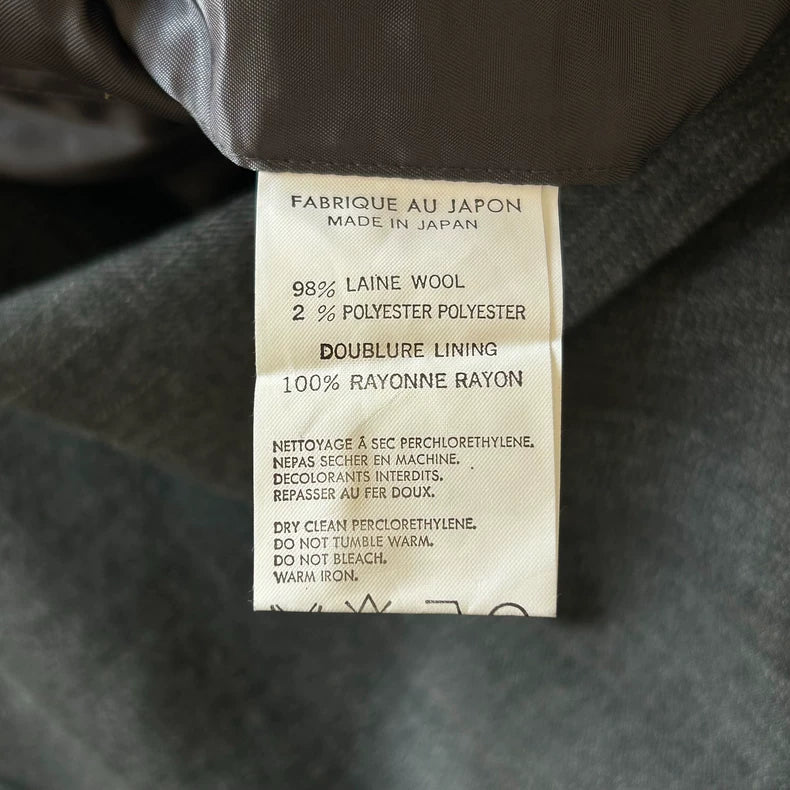 FABRIQUE AU JAPON
MADE IN JAPAN
98% LAINE WOOL
2 % POLYESTER POLYESTER
DOUBLURE LINING
100% RAYONNE RAYON
NETTOYAGE Â SEC PERCHLORETHYLENE.
NEPAS SECHER EN MACHINE.
DECOLORANTS INTERDITS.
REPASSER AU FER DOUX.
DRY CLEAN PERCLORETHYLENE.
DO NOT TUMBLE WARM.
DO NOT BLEACH.
WARM IRON.